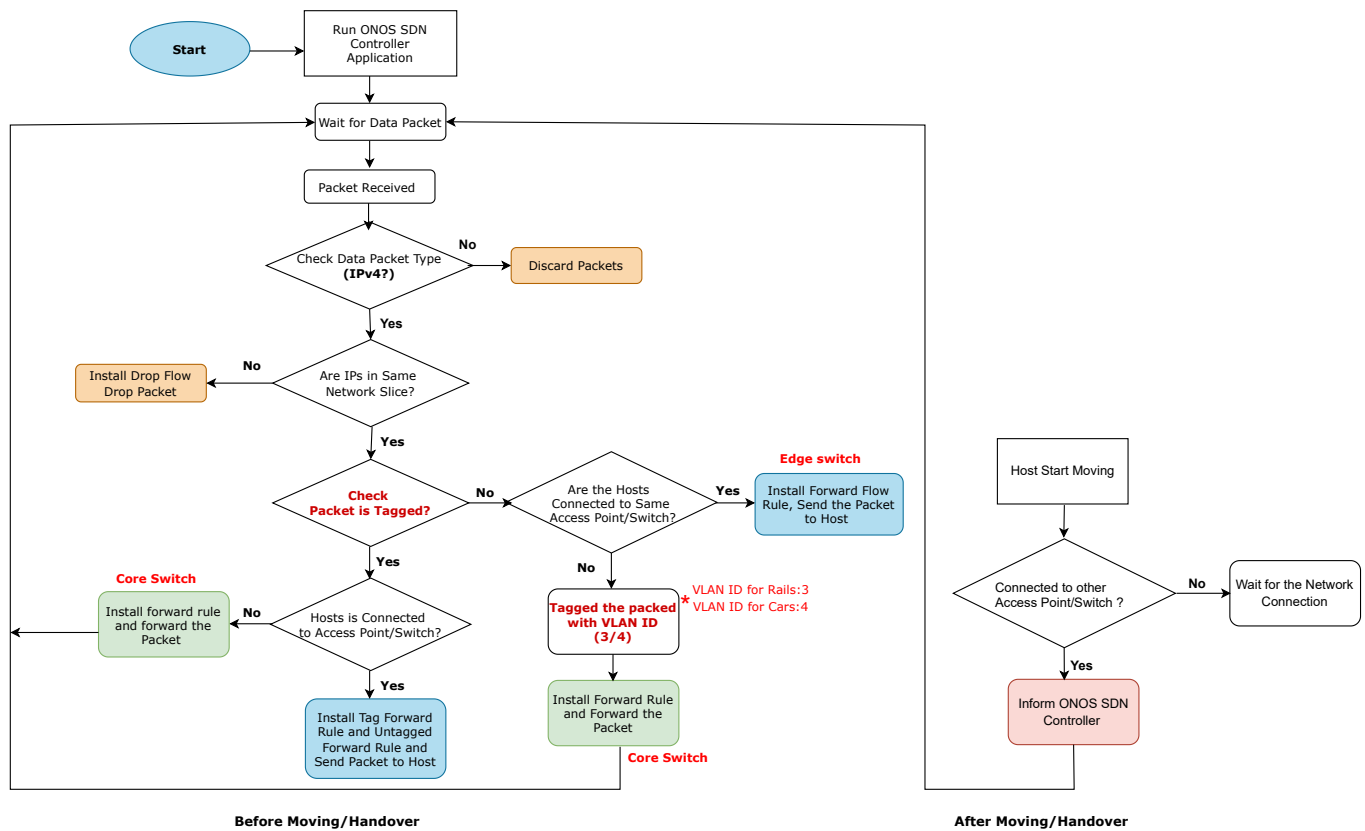 Start
Run ONOS SDN
Controller
Application
Wait for Data Packet
Packet Received
Check Data Packet Type
(IPv4?)
No
Discard Packets
Yes
Are IPs in Same
Network Slice?
No
Install Drop Flow
Drop Packet
Yes
Check
Packet is Tagged?
No
Are the Hosts
Connected to Same
Access Point/Switch?
Yes
Edge switch
Install Forward Flow
Rule, Send the Packet
to Host
Yes
No
Core Switch
Install forward rule
and forward the
Packet
No
Hosts is Connected
to Access Point/Switch?
Tagged the packed
with VLAN ID
(3/4)
* VLAN ID for Rails:3
VLAN ID for Cars:4
Yes
Install Tag Forward
Rule and Untagged
Forward Rule and
Send Packet to Host
Install Forward Rule
and Forward the
Packet
Core Switch
Before Moving/Handover
Host Start Moving
Connected to other
Access Point/Switch ?
No
Wait for the Network
Connection
Yes
Inform ONOS SDN
Controller
After Moving/Handover